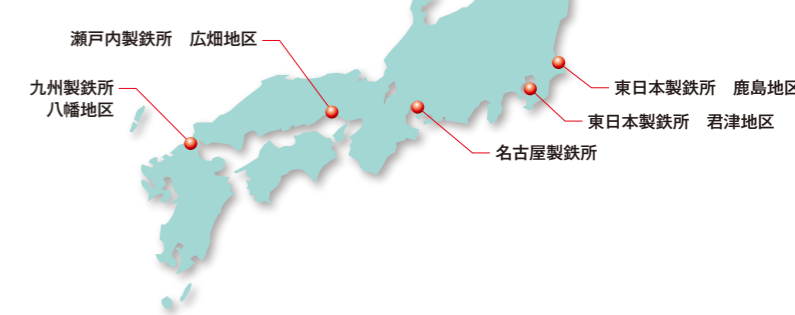 瀬戸内製鉄所　広畑地区
九州製鉄所
八幡地区
東日本製鉄所　鹿島地区
東日本製鉄所　君津地区
名古屋製鉄所